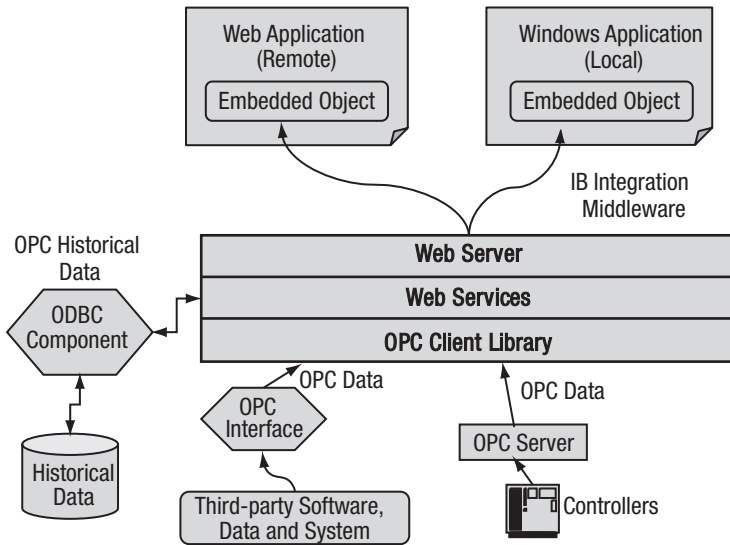 Web Application
(Remote)
Embedded Object
Windows Application
(Local)
Embedded Object
IB Integration
Middleware
OPC Historical
Data
ODBC
Component
Web Server
Web Services
OPC Client Library
OPC Data
OPC Data
OPC
Interface
OPC Server
Historical
Data
Third-party Software,
Data and System
Controllers